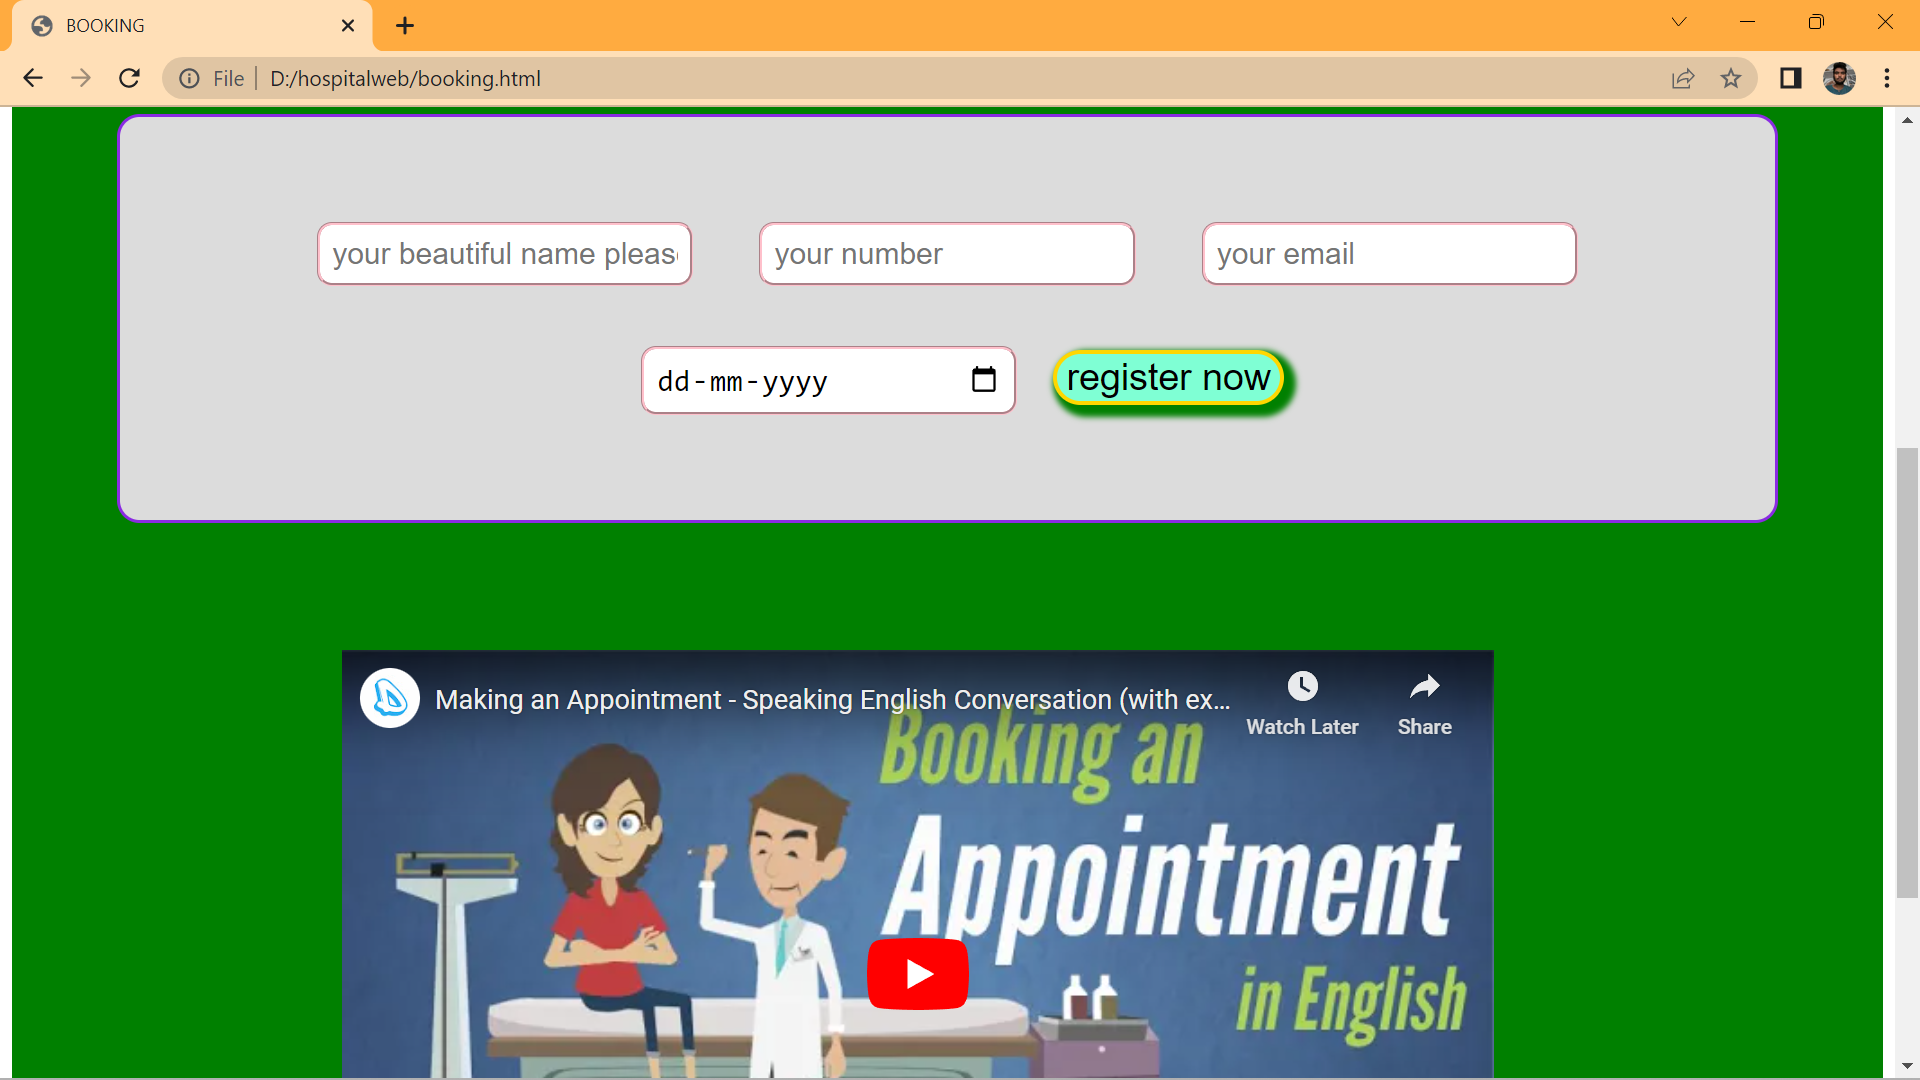 BOOKING
File D:/hospitalweb/booking.html
your beautiful name pleas
your number
your email
dd-mm-yyyy
register now
Making an Appointment - Speaking English Conversation (with ex...
Watch Later
Share
Booking an
Appointment
in English